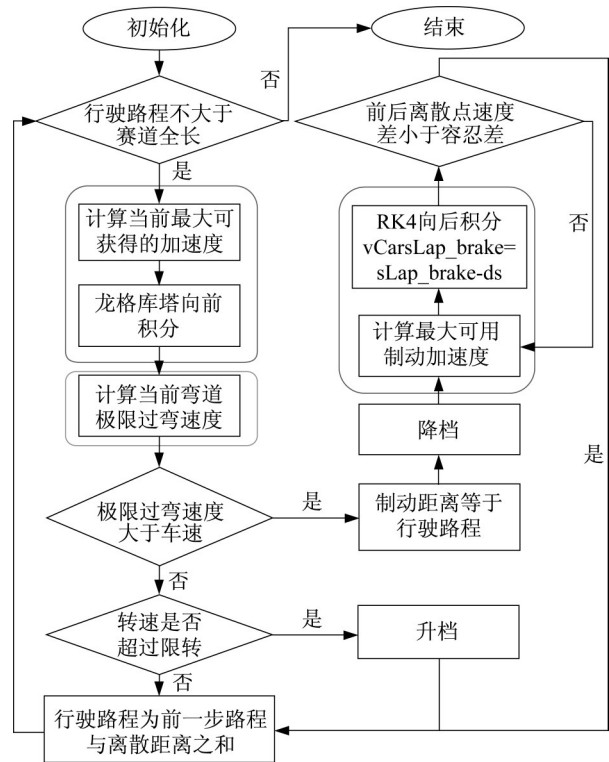 初始化
结束
否
行驶路程不大于
赛道全长
是
计算当前最大可
获得的加速度
龙格库塔向前
积分
计算当前弯道
极限过弯速度
极限过弯速度
大于车速
是
否
转速是否
超过限转
是
否
行驶路程为前一步路程
与离散距离之和
前后离散点速度
差小于容忍差
否
RK4向后积分
vCarsLap_brake=
sLap_brake-ds
计算最大可用
制动加速度
降档
是
制动距离等于
行驶路程
升档